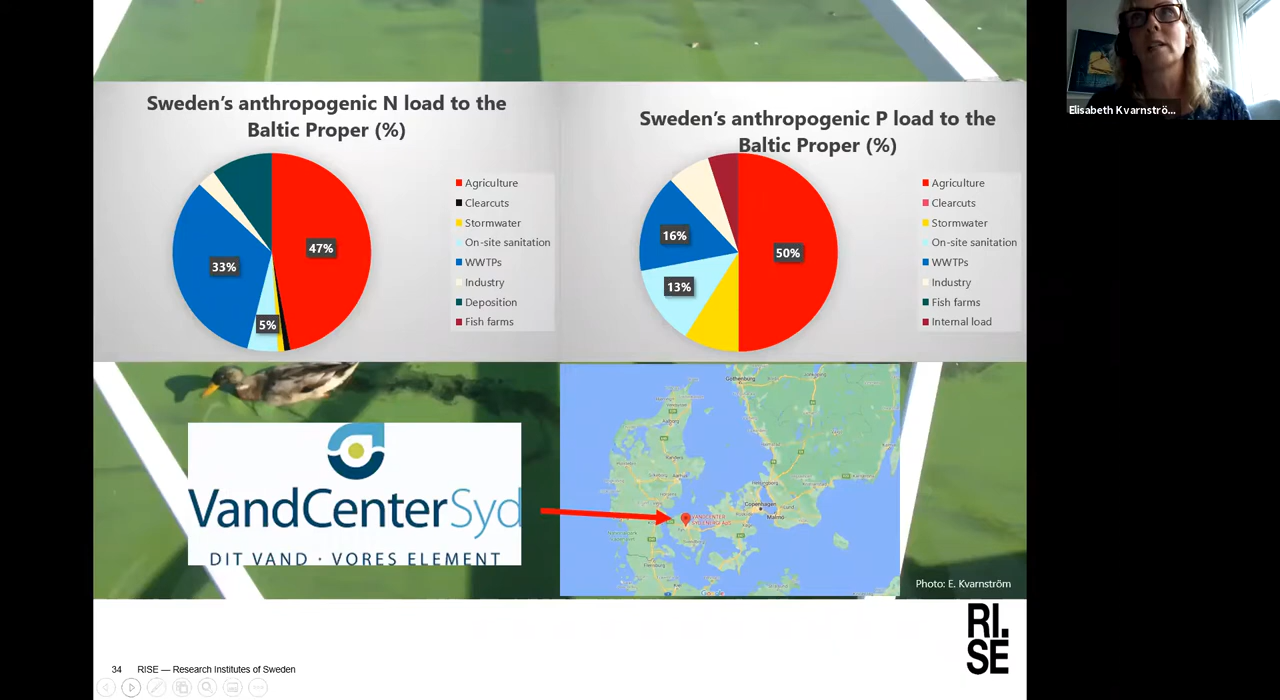 Elisabeth Kvarnströ...
Sweden's anthropogenic N load to the
Baltic Proper (%)
47%
33%
5%
Agriculture
Clearcuts
Stormwater
On-site sanitation
WWTPs
Industry
Deposition
Fish farms
Sweden's anthropogenic P load to the
Baltic Proper (%)
50%
16%
13%
Agriculture
Clearcuts
Stormwater
On-site sanitation
WWTPs
Industry
Fish farms
Internal load
VandCenterSyd
DIT VAND · VORES ELEMENT
Gothenburg
Copenhagen
Malmö
VANDCENTER
Photo: E. Kvarnström
RI.
SE
34 RISE — Research Institutes of Sweden